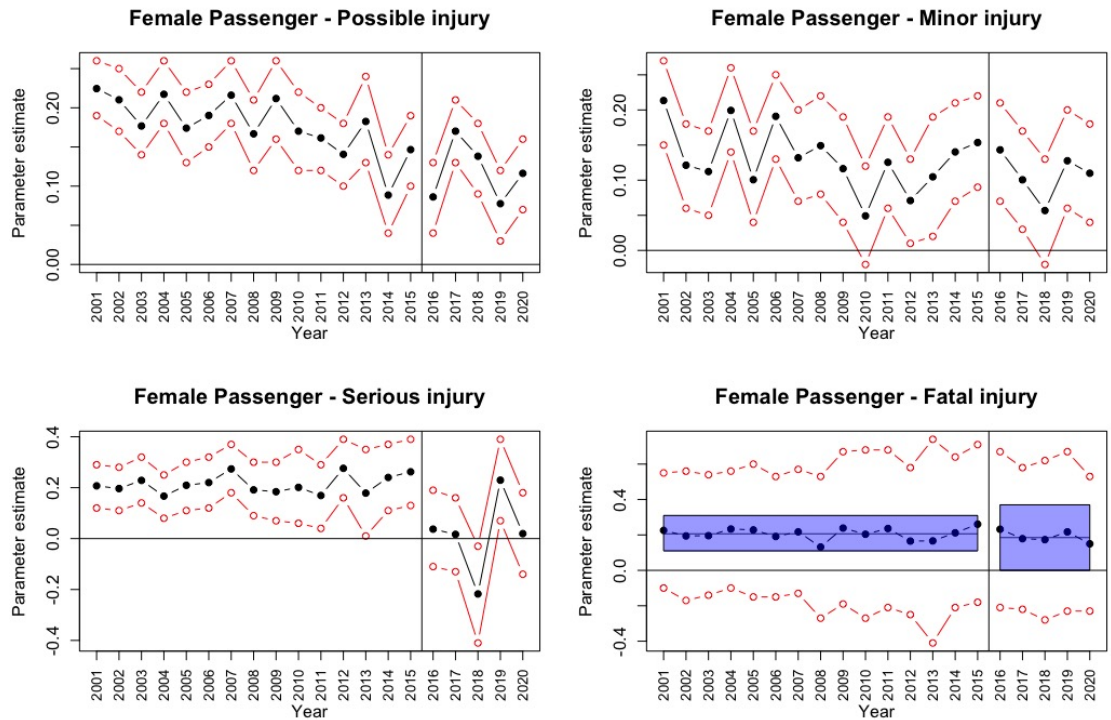 Female Passenger - Possible injury
Parameter estimate
0.00 0.10 0.20
2001 2002 2003 2004 2005 2006 2007 2008 2009 2010 2011 2012 2013 2014 2015 2016 2017 2018 2019 2020
Year
Female Passenger - Minor injury
Parameter estimate
0.00 0.10 0.20
2001 2002 2003 2004 2005 2006 2007 2008 2009 2010 2011 2012 2013 2014 2015 2016 2017 2018 2019 2020
Year
Female Passenger - Serious injury
Parameter estimate
-0.4 -0.2 0.0 0.2 0.4
2001 2002 2003 2004 2005 2006 2007 2008 2009 2010 2011 2012 2013 2014 2015 2016 2017 2018 2019 2020
Year
Female Passenger - Fatal injury
Parameter estimate
-0.4 0.0 0.4
2001 2002 2003 2004 2005 2006 2007 2008 2009 2010 2011 2012 2013 2014 2015 2016 2017 2018 2019 2020
Year